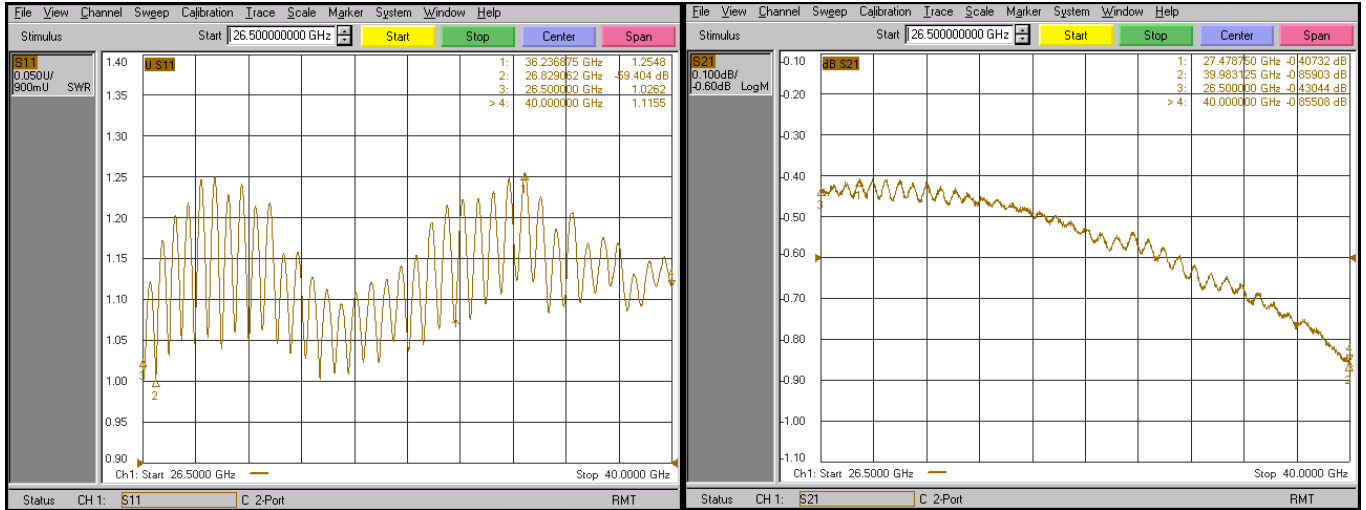 File View Channel Sweep Calibration Trace Scale Marker System Window Help
Stimulus Start 26.500000000 GHz Start Stop Center Span
S11
0.050U/
900mU SWR
U S11
1: 36.236875 GHz 1.2548
2: 26.829062 GHz -59.404 dB
3: 26.500000 GHz 1.0262
> 4: 40.000000 GHz 1.1155
1.40
1.35
1.30
1.25
1.20
1.15
1.10
1.05
1.00
0.95
0.90
1
2
3
Ch1: Start 26.5000 GHz Stop 40.0000 GHz
Status CH 1: S11 C 2-Port RMT
File View Channel Sweep Calibration Trace Scale Marker System Window Help
Stimulus Start 26.500000000 GHz Start Stop Center Span
S21
0.100dB/
-0.60dB LogM
dB S21
1: 27.478750 GHz -0.40732 dB
2: 39.983125 GHz -0.85903 dB
3: 26.500000 GHz -0.43044 dB
> 4: 40.000000 GHz -0.85508 dB
-0.10
-0.20
-0.30
-0.40
-0.50
-0.60
-0.70
-0.80
-0.90
-1.00
-1.10
3
1
4
2
Ch1: Start 26.5000 GHz Stop 40.0000 GHz
Status CH 1: S21 C 2-Port RMT